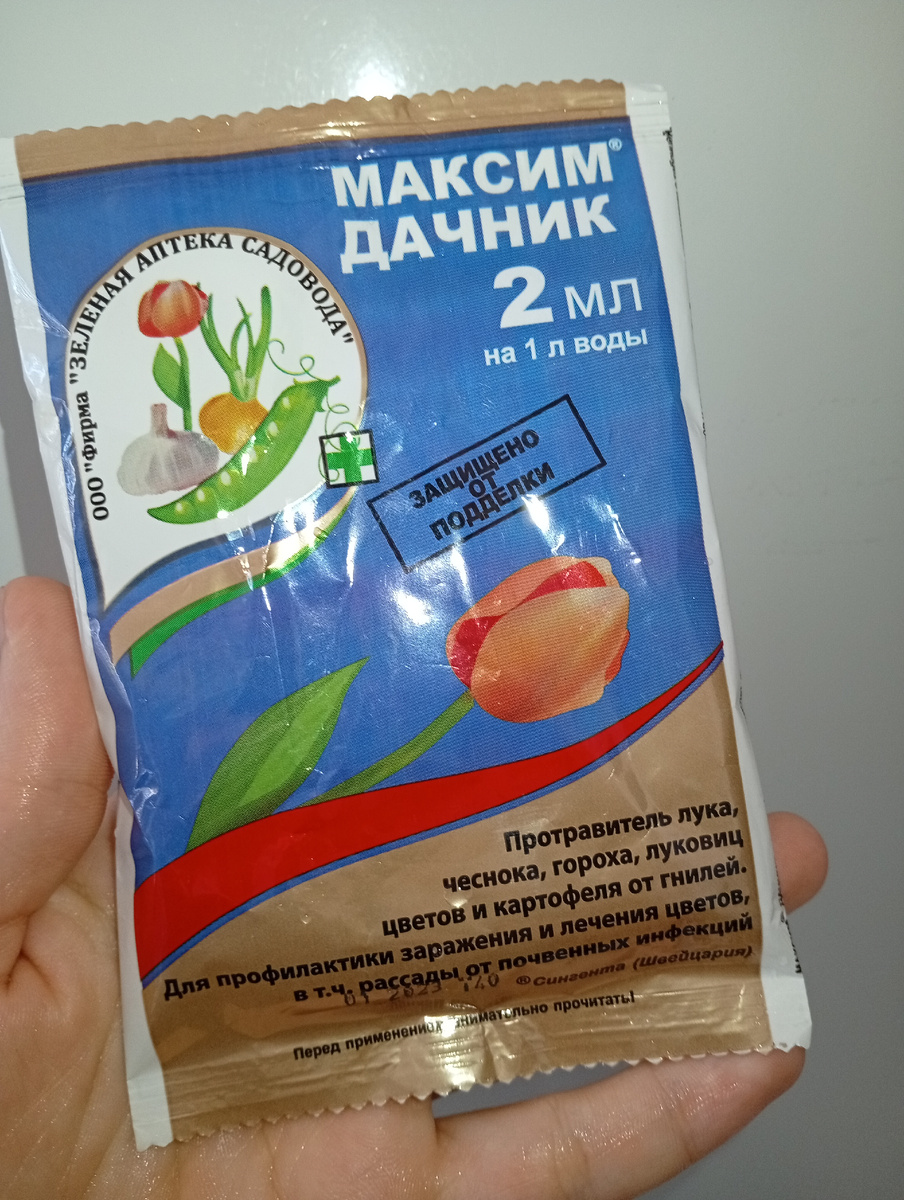 МАКСИМ®
ДАЧНИК
2 МЛ
на 1 л воды
ООО "Фирма "ЗЕЛЕНАЯ АПТЕКА САДОВОДА"
ЗАЩИЩЕНО
ОТ
ПОДДЕЛКИ
Протравитель лука,
чеснока, гороха, луковиц
цветов и картофеля от гнилей.
Для профилактики заражения и лечения цветов,
в т.ч. рассады от почвенных инфекций
®Сингента (Швейцария)
2023
Перед применением внимательно прочитать!